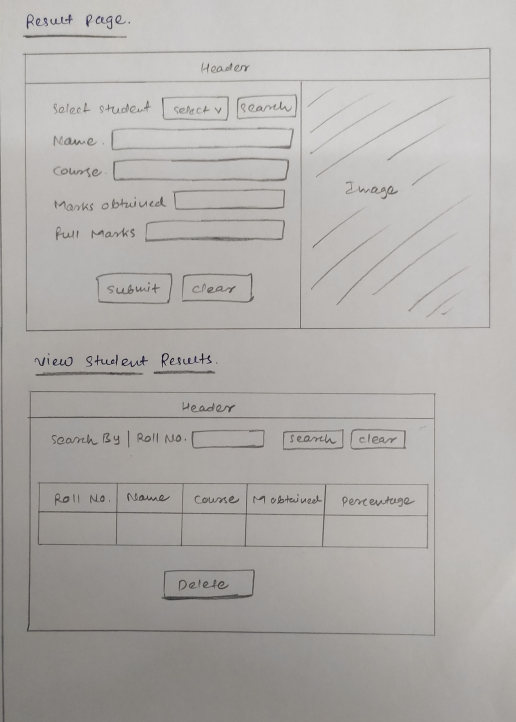 Result Page.
Header
Select Student select v search
Name.
Course.
Marks obtained
Full Marks
Image
submit clear
View Student Results.
Header
Search By | Roll No. search clear
Roll No. Name Course M obtained Percentage
Delete